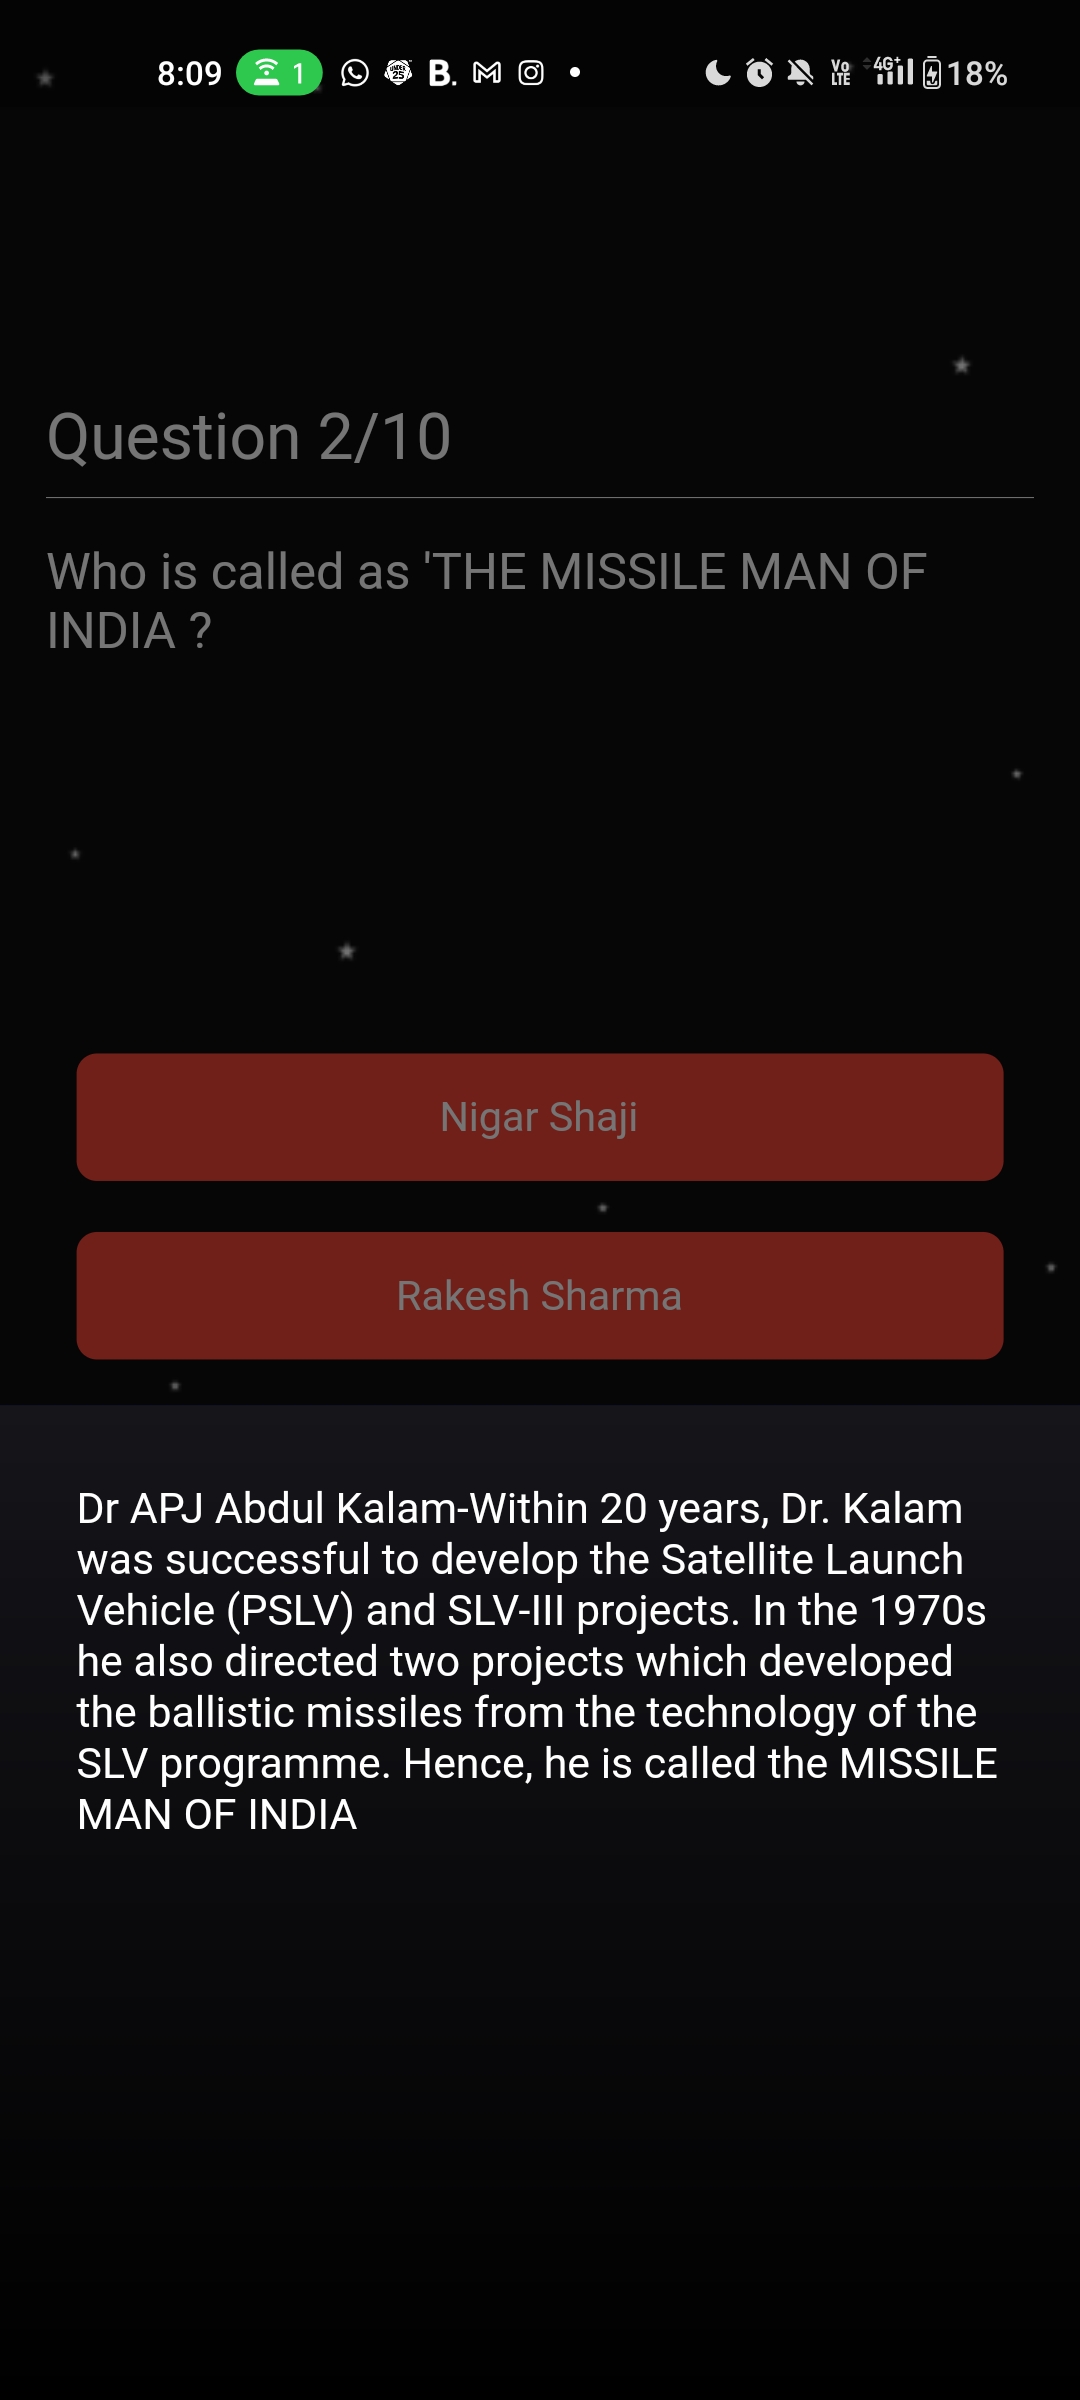 8:09 1 B. Vo LTE 4G+ 18%
Question 2/10
Who is called as 'THE MISSILE MAN OF
INDIA ?
Nigar Shaji
Rakesh Sharma
Dr APJ Abdul Kalam-Within 20 years, Dr. Kalam
was successful to develop the Satellite Launch
Vehicle (PSLV) and SLV-III projects. In the 1970s
he also directed two projects which developed
the ballistic missiles from the technology of the
SLV programme. Hence, he is called the MISSILE
MAN OF INDIA